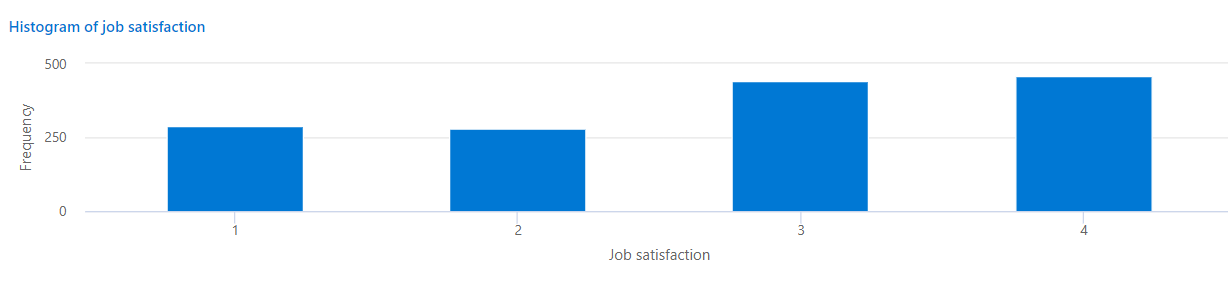 Histogram of job satisfaction
500
250
0
Frequency
1 2 3 4
Job satisfaction